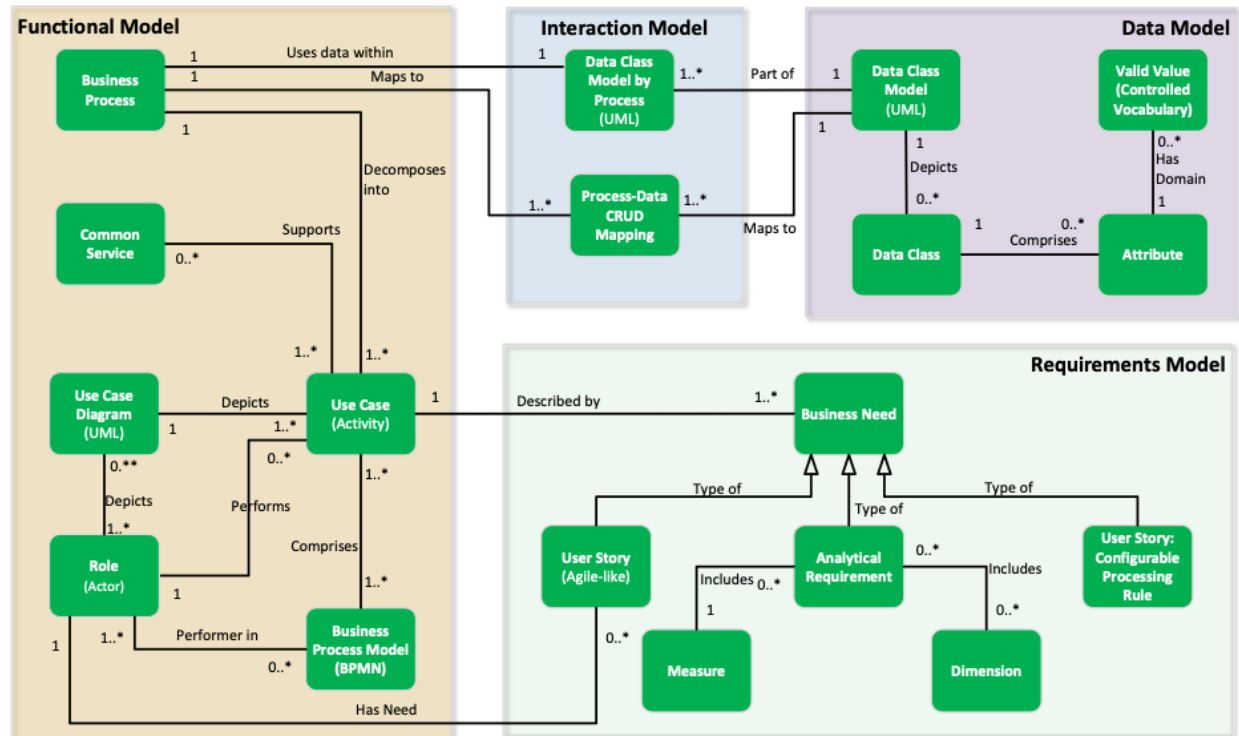 Functional Model
Interaction Model
Data Model
Business
Process
1
1
1
Uses data within
Maps to
1
Data Class
Model by
Process
(UML)
1..*
Part of
1
1
Data Class
Model
(UML)
Valid Value
(Controlled
Vocabulary)
Decomposes
into
1
Depicts
0..*
0..*
Has
Domain
1
Common
Service
0..*
Supports
1..*
Process-Data
CRUD
Mapping
1..*
Maps to
Data Class
1
0..*
Comprises
Attribute
1..*
1..*
Requirements Model
Use Case
Diagram
(UML)
Depicts
1
1..*
0..*
Use Case
(Activity)
1
Described by
1..*
Business Need
0.**
Depicts
1..*
Performs
1..*
Comprises
1..*
Type of
Type of
Type of
Role
(Actor)
1
User Story
(Agile-like)
Analytical
Requirement
0..*
Includes
User Story:
Configurable
Processing
Rule
Includes
0..*
1
0..*
0..*
1
1..*
Performer in
0..*
Business
Process Model
(BPMN)
Measure
Dimension
Has Need